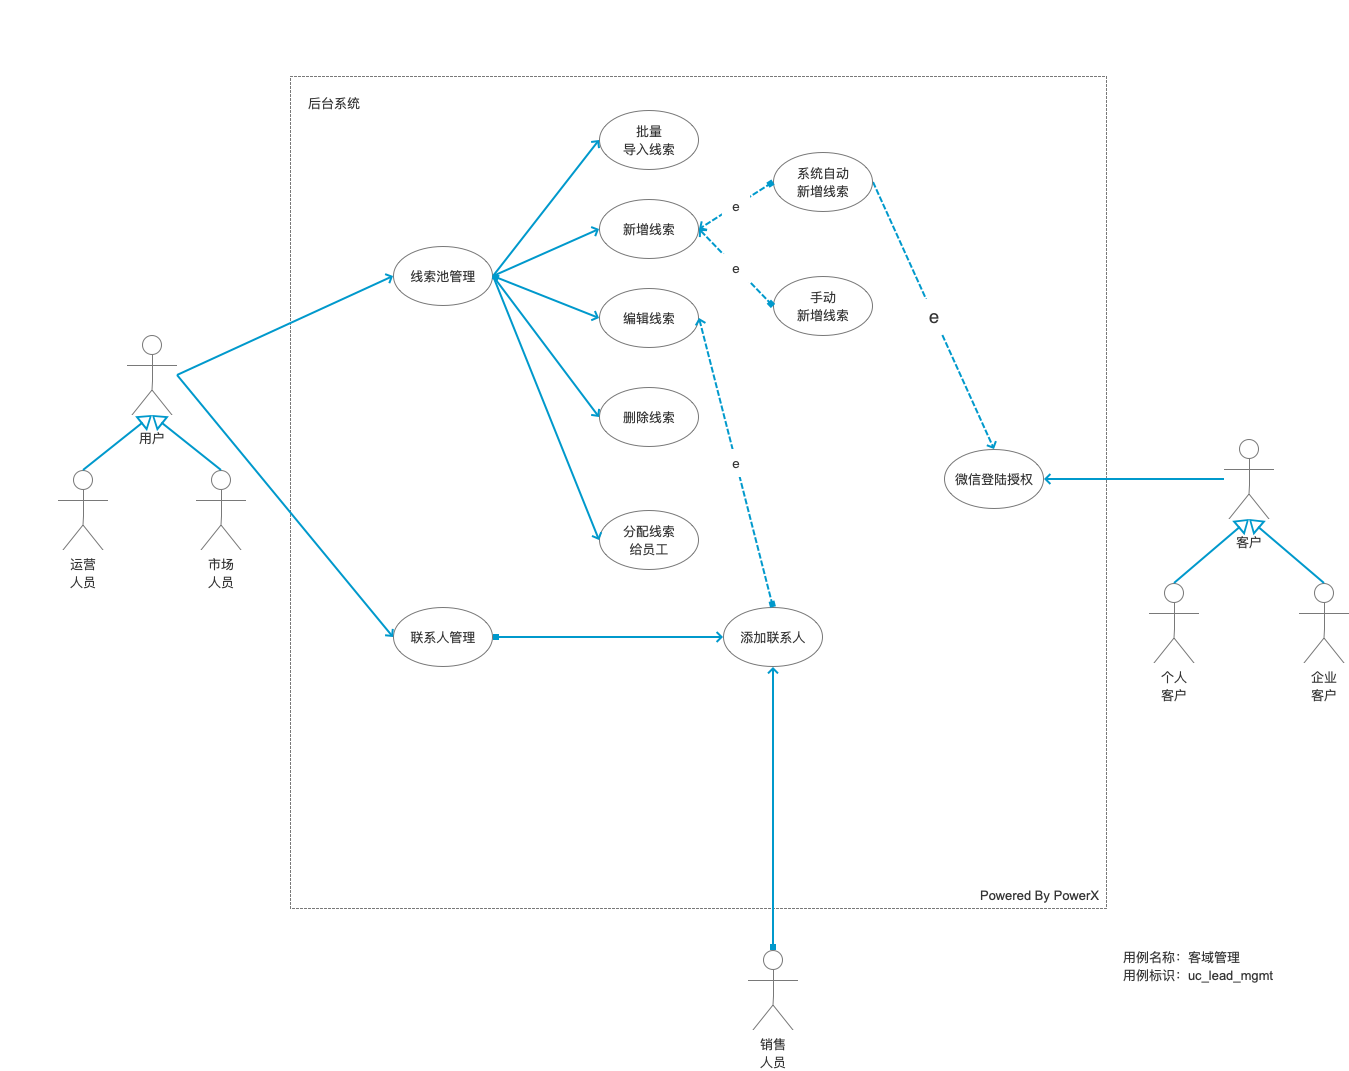 后台系统
批量
导入线索
系统自动
新增线索
e
新增线索
e
线索池管理
手动
新增线索
编辑线索
e
删除线索
用户
e
微信登陆授权
分配线索
给员工
客户
运营
人员
市场
人员
联系人管理
添加联系人
个人
客户
企业
客户
Powered By PowerX
用例名称：客域管理
用例标识：uc_lead_mgmt
销售
人员